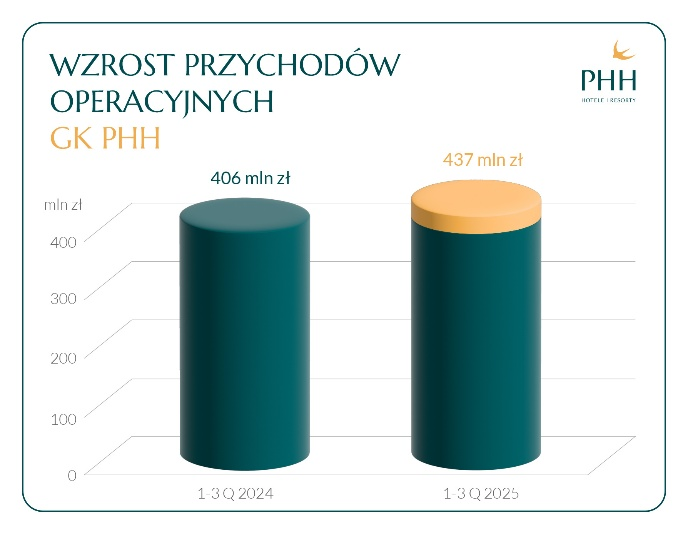 WZROST PRZYCHODÓW
OPERACYJNYCH
GK PHH
PHH
HOTELE I RESORTY
437 mln zł
406 mln zł
mln zł
400
300
200
100
0
1-3 Q 2024
1-3 Q 2025